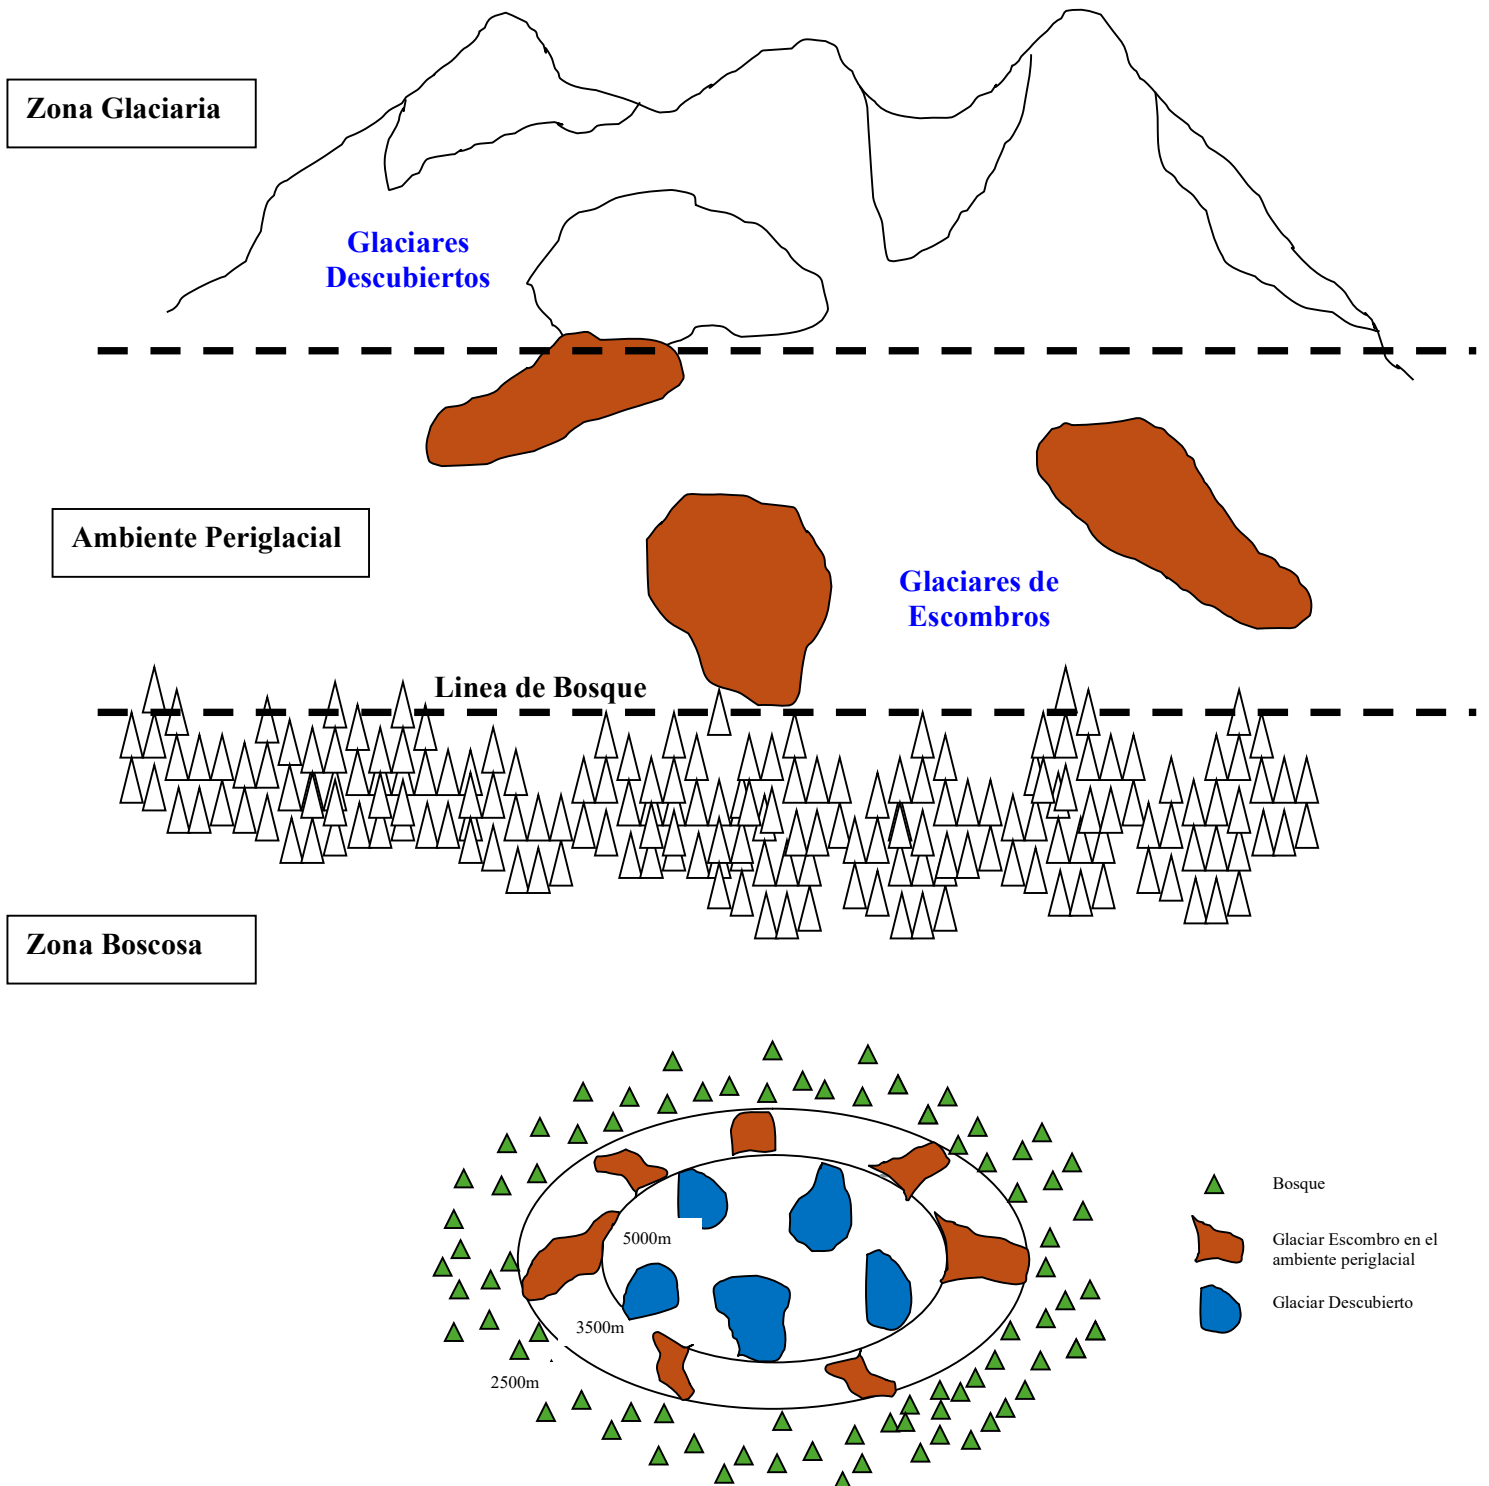 Zona Glaciaria
Glaciares
Descubiertos
Ambiente Periglacial
Glaciares de
Escombros
Linea de Bosque
Zona Boscosa
5000m
3500m
2500m
Bosque
Glaciar Escombro en el
ambiente periglacial
Glaciar Descubierto